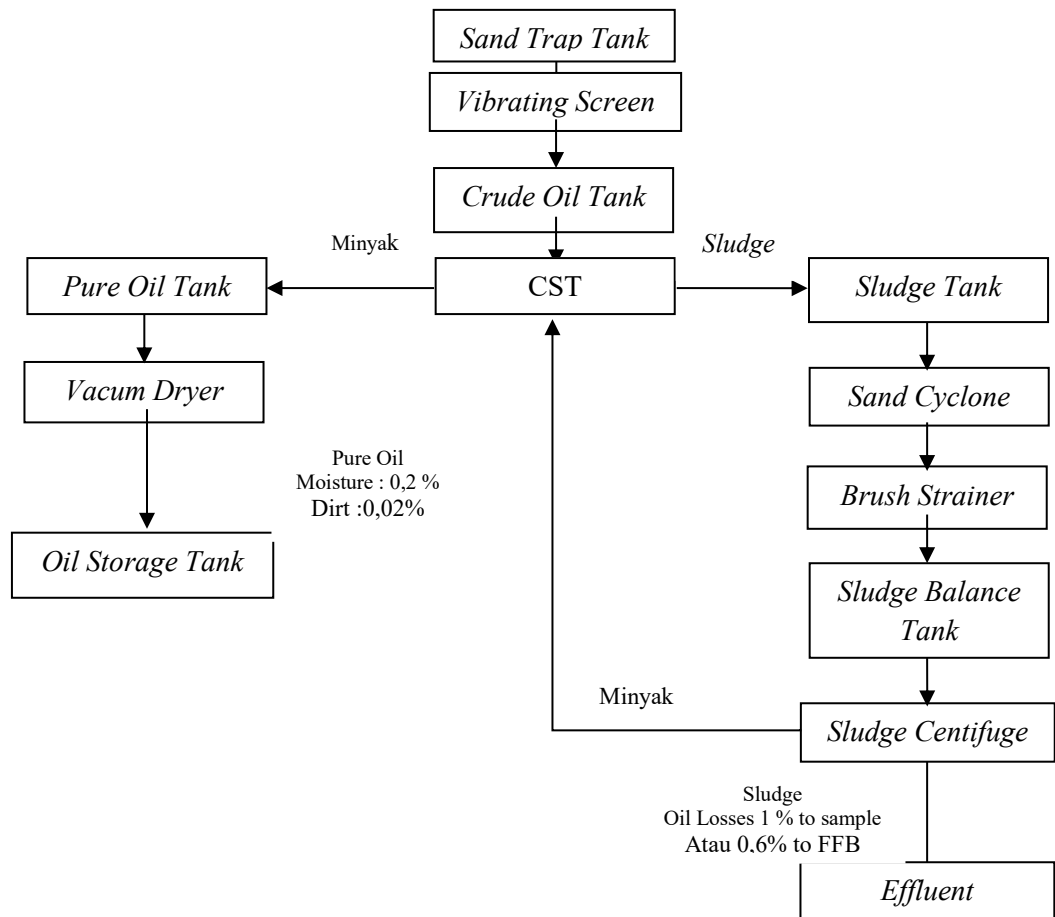 Sand Trap Tank
Vibrating Screen
Crude Oil Tank
Minyak
Sludge
Pure Oil Tank
CST
Sludge Tank
Vacum Dryer
Sand Cyclone
Pure Oil
Moisture : 0,2 %
Dirt :0,02%
Brush Strainer
Oil Storage Tank
Sludge Balance
Tank
Minyak
Sludge Centifuge
Sludge
Oil Losses 1 % to sample
Atau 0,6% to FFB
Effluent